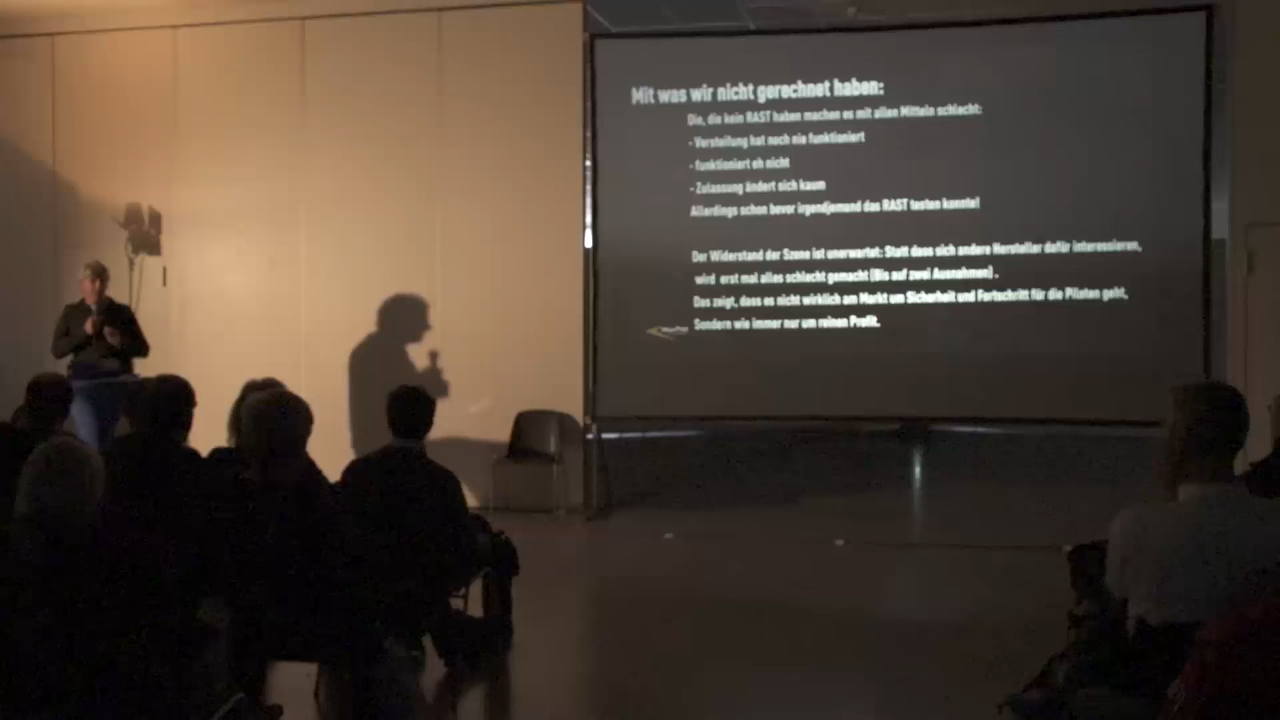 Mit was wir nicht gerechnet haben:
Die, die kein RAST haben machen es mit allen Mitteln schlecht:
- Versteilung hat noch nie funktioniert
- funktioniert eh nicht
- Zulassung ändert sich kaum
Allerdings schon bevor irgendjemand das RAST testen konnte!
Der Widerstand der Szene ist unerwartet: Statt dass sich andere Hersteller dafür interessieren,
wird erst mal alles schlecht gemacht (Bis auf zwei Ausnahmen) .
Das zeigt, dass es nicht wirklich am Markt um Sicherheit und Fortschritt für die Piloten geht,
Sondern wie immer nur um reinen Profit.